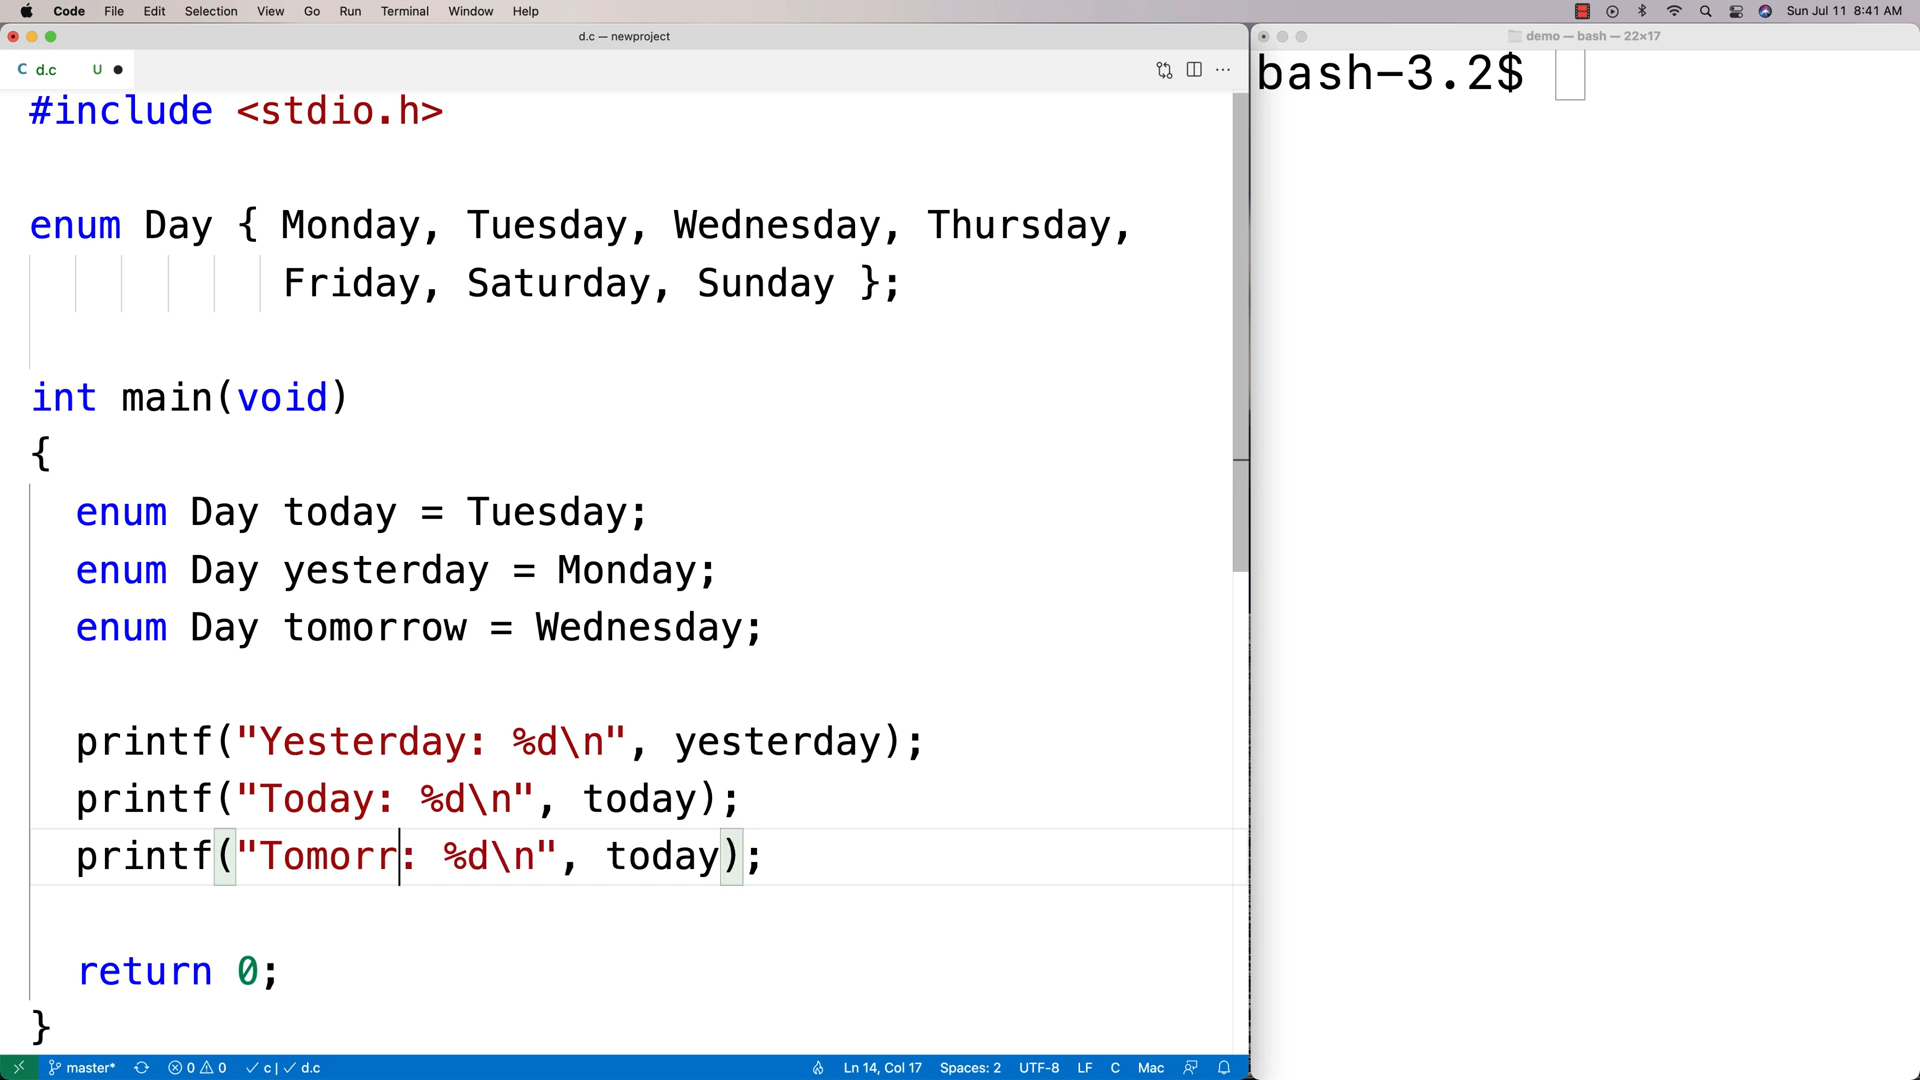 Code File Edit Selection View Go Run Terminal Window Help Sun Jul 11 8:41 AM
d.c — newproject
demo — bash — 22×17
C d.c U
bash-3.2$
#include <stdio.h>
enum Day { Monday, Tuesday, Wednesday, Thursday,
Friday, Saturday, Sunday };
int main(void)
{
enum Day today = Tuesday;
enum Day yesterday = Monday;
enum Day tomorrow = Wednesday;
printf("Yesterday: %d\n", yesterday);
printf("Today: %d\n", today);
printf("Tomorr: %d\n", today);
return 0;
}
master* 0 0 c | d.c Ln 14, Col 17 Spaces: 2 UTF-8 LF C Mac